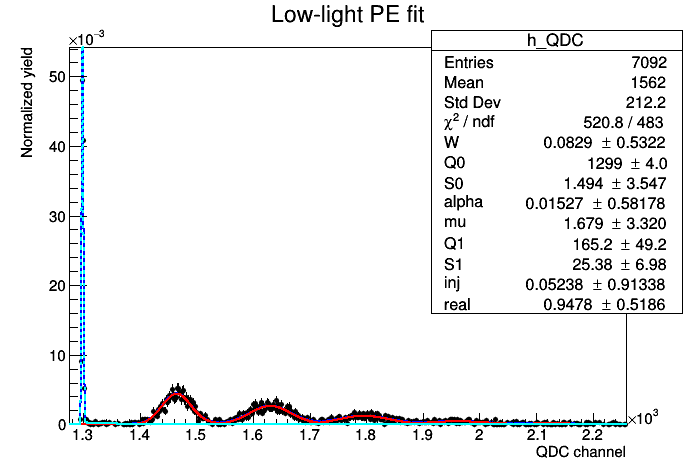 Low-light PE fit
×10⁻³
Normalized yield
50
40
30
20
10
0
h_QDC
Entries 7092
Mean 1562
Std Dev 212.2
χ² / ndf 520.8 / 483
W 0.0829 ± 0.5322
Q0 1299 ± 4.0
S0 1.494 ± 3.547
alpha 0.01527 ± 0.58178
mu 1.679 ± 3.320
Q1 165.2 ± 49.2
S1 25.38 ± 6.98
inj 0.05238 ± 0.91338
real 0.9478 ± 0.5186
×10³
1.3 1.4 1.5 1.6 1.7 1.8 1.9 2 2.1 2.2
QDC channel